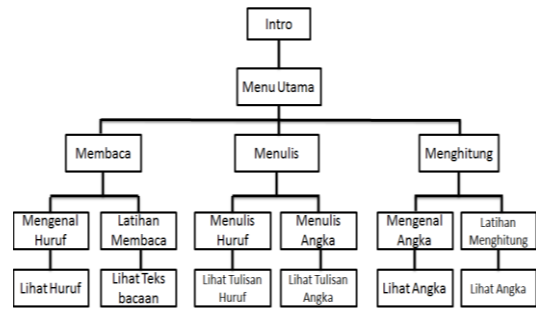 Intro
Menu Utama
Membaca
Menulis
Menghitung
Mengenal
Huruf
Latihan
Membaca
Menulis
Huruf
Menulis
Angka
Mengenal
Angka
Latihan
Menghitung
Lihat Huruf
Lihat Teks
bacaan
Lihat Tulisan
Huruf
Lihat Tulisan
Angka
Lihat Angka
Lihat Angka